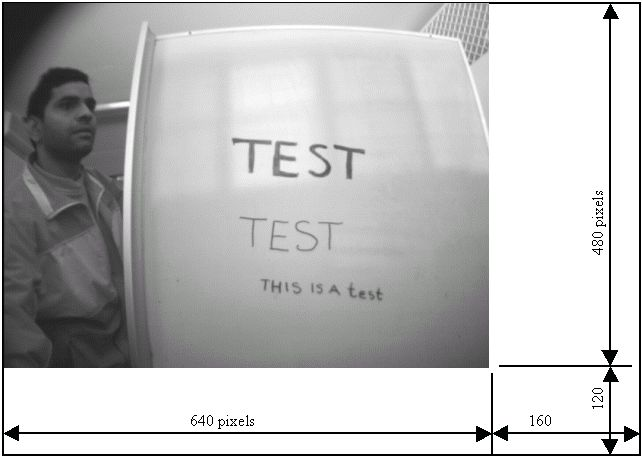 TEST
TEST
THIS IS A test
480 pixels
120
640 pixels
160